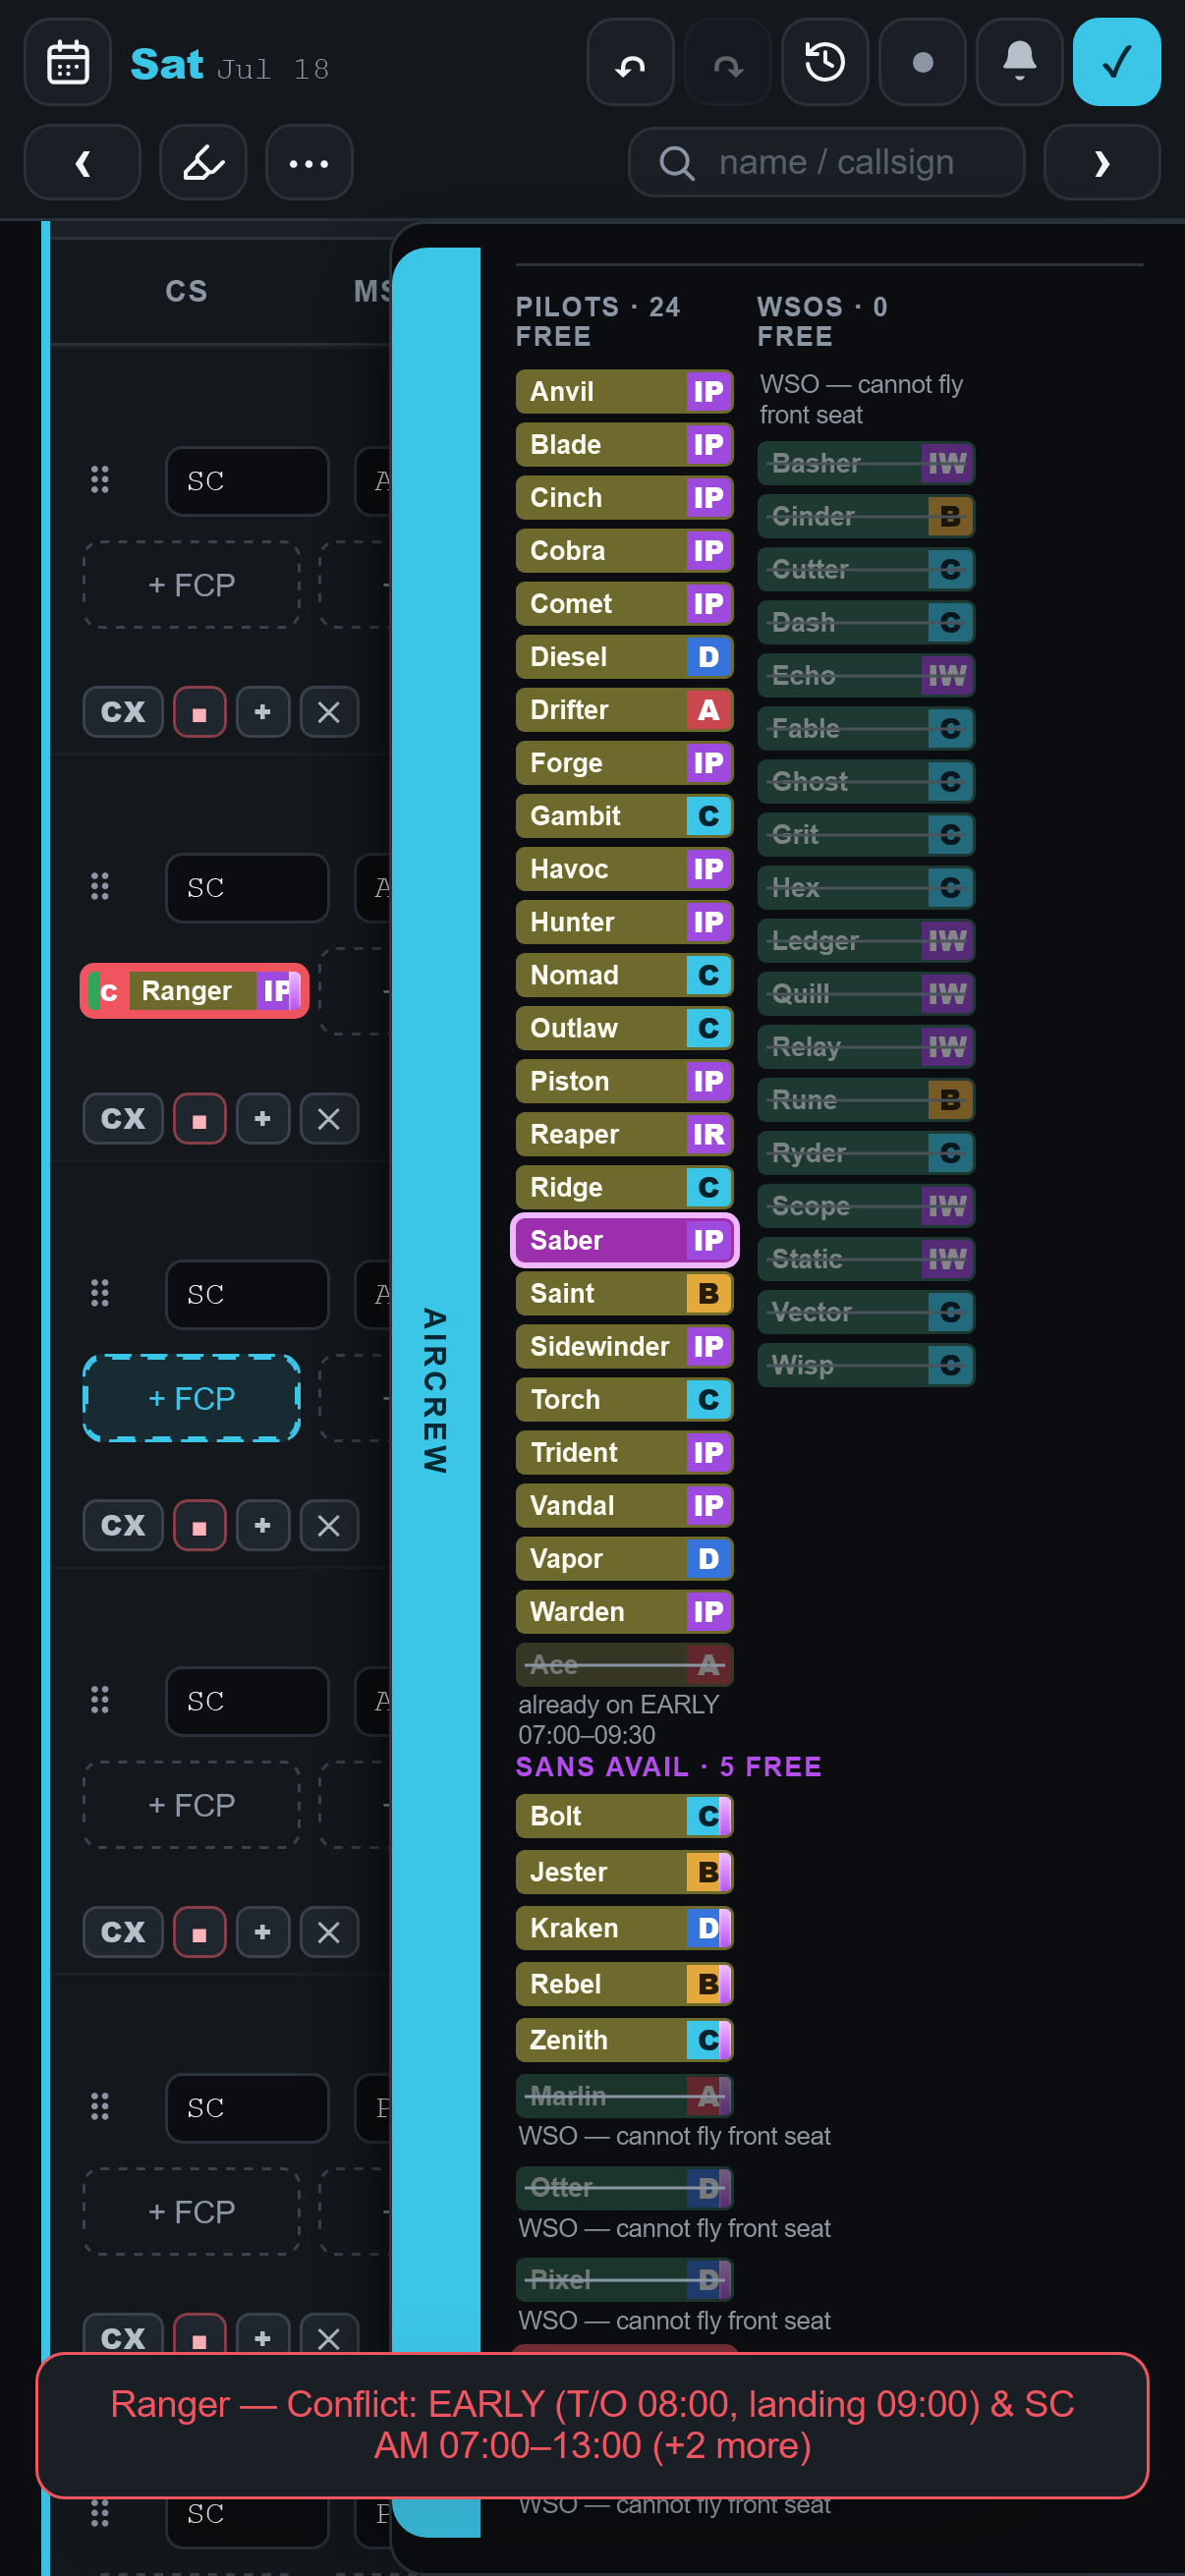 Sat Jul 18
name / callsign
CS
SC
+ FCP
CX
SC
C Ranger IP
CX
SC
+ FCP
CX
SC
+ FCP
CX
SC
+ FCP
CX
SC
AIRCREW
PILOTS · 24 FREE
Anvil IP
Blade IP
Cinch IP
Cobra IP
Comet IP
Diesel D
Drifter A
Forge IP
Gambit C
Havoc IP
Hunter IP
Nomad C
Outlaw C
Piston IP
Reaper IR
Ridge C
Saber IP
Saint B
Sidewinder IP
Torch C
Trident IP
Vandal IP
Vapor D
Warden IP
Ace A
already on EARLY
07:00–09:30
WSOS · 0 FREE
WSO — cannot fly
front seat
Basher IW
Cinder B
Cutter C
Dash C
Echo IW
Fable C
Ghost C
Grit C
Hex C
Ledger IW
Quill IW
Relay IW
Rune B
Ryder C
Scope IW
Static IW
Vector C
Wisp C
SANS AVAIL · 5 FREE
Bolt C
Jester B
Kraken D
Rebel B
Zenith C
Marlin A
WSO — cannot fly front seat
Otter D
WSO — cannot fly front seat
Pixel D
WSO — cannot fly front seat
Ranger — Conflict: EARLY (T/O 08:00, landing 09:00) & SC
AM 07:00–13:00 (+2 more)
WSO — cannot fly front seat